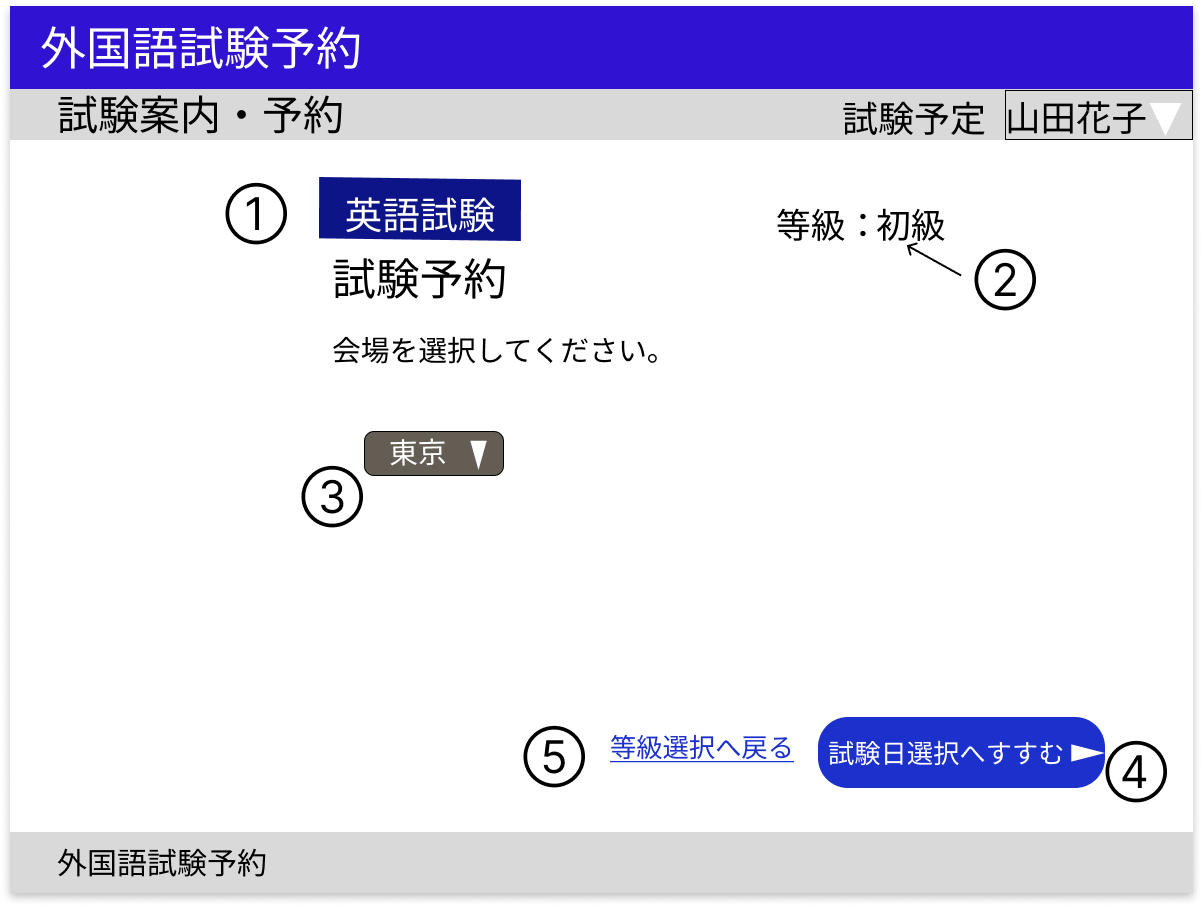 外国語試験予約
試験案内・予約
試験予定
山田花子▼
① 英語試験
等級：初級
②
試験予約
会場を選択してください。
東京 ▼
③
⑤ 等級選択へ戻る
試験日選択へすすむ ►
④
外国語試験予約